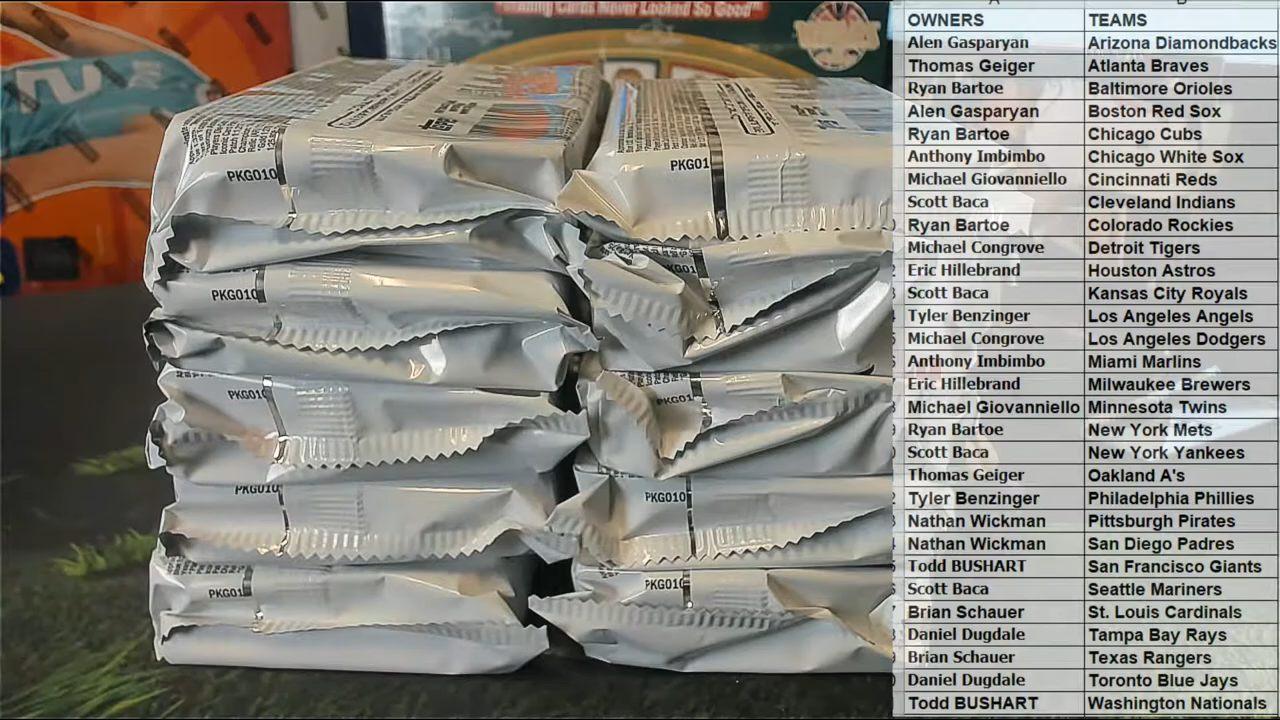 Trading Cards Never Looked So Good™
PKG010
PKG01
PKG010
KG01
PKG010
PKG01
PKG010
PKG010
PKG01
PKG010
OWNERS TEAMS
Alen Gasparyan Arizona Diamondbacks
Thomas Geiger Atlanta Braves
Ryan Bartoe Baltimore Orioles
Alen Gasparyan Boston Red Sox
Ryan Bartoe Chicago Cubs
Anthony Imbimbo Chicago White Sox
Michael Giovanniello Cincinnati Reds
Scott Baca Cleveland Indians
Ryan Bartoe Colorado Rockies
Michael Congrove Detroit Tigers
Eric Hillebrand Houston Astros
Scott Baca Kansas City Royals
Tyler Benzinger Los Angeles Angels
Michael Congrove Los Angeles Dodgers
Anthony Imbimbo Miami Marlins
Eric Hillebrand Milwaukee Brewers
Michael Giovanniello Minnesota Twins
Ryan Bartoe New York Mets
Scott Baca New York Yankees
Thomas Geiger Oakland A's
Tyler Benzinger Philadelphia Phillies
Nathan Wickman Pittsburgh Pirates
Nathan Wickman San Diego Padres
Todd BUSHART San Francisco Giants
Scott Baca Seattle Mariners
Brian Schauer St. Louis Cardinals
Daniel Dugdale Tampa Bay Rays
Brian Schauer Texas Rangers
Daniel Dugdale Toronto Blue Jays
Todd BUSHART Washington Nationals